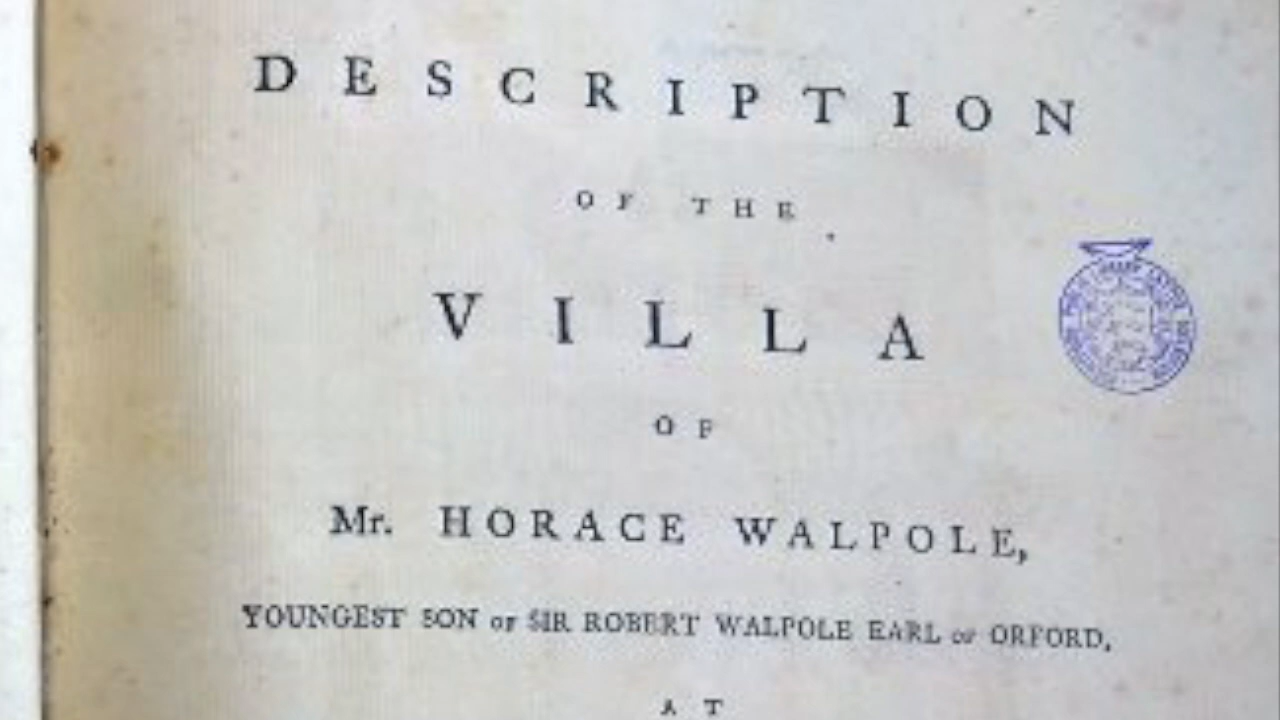 DESCRIPTION
OF THE
VILLA
OF
Mr. HORACE WALPOLE,
YOUNGEST SON OF SIR ROBERT WALPOLE EARL OF ORFORD,
AT